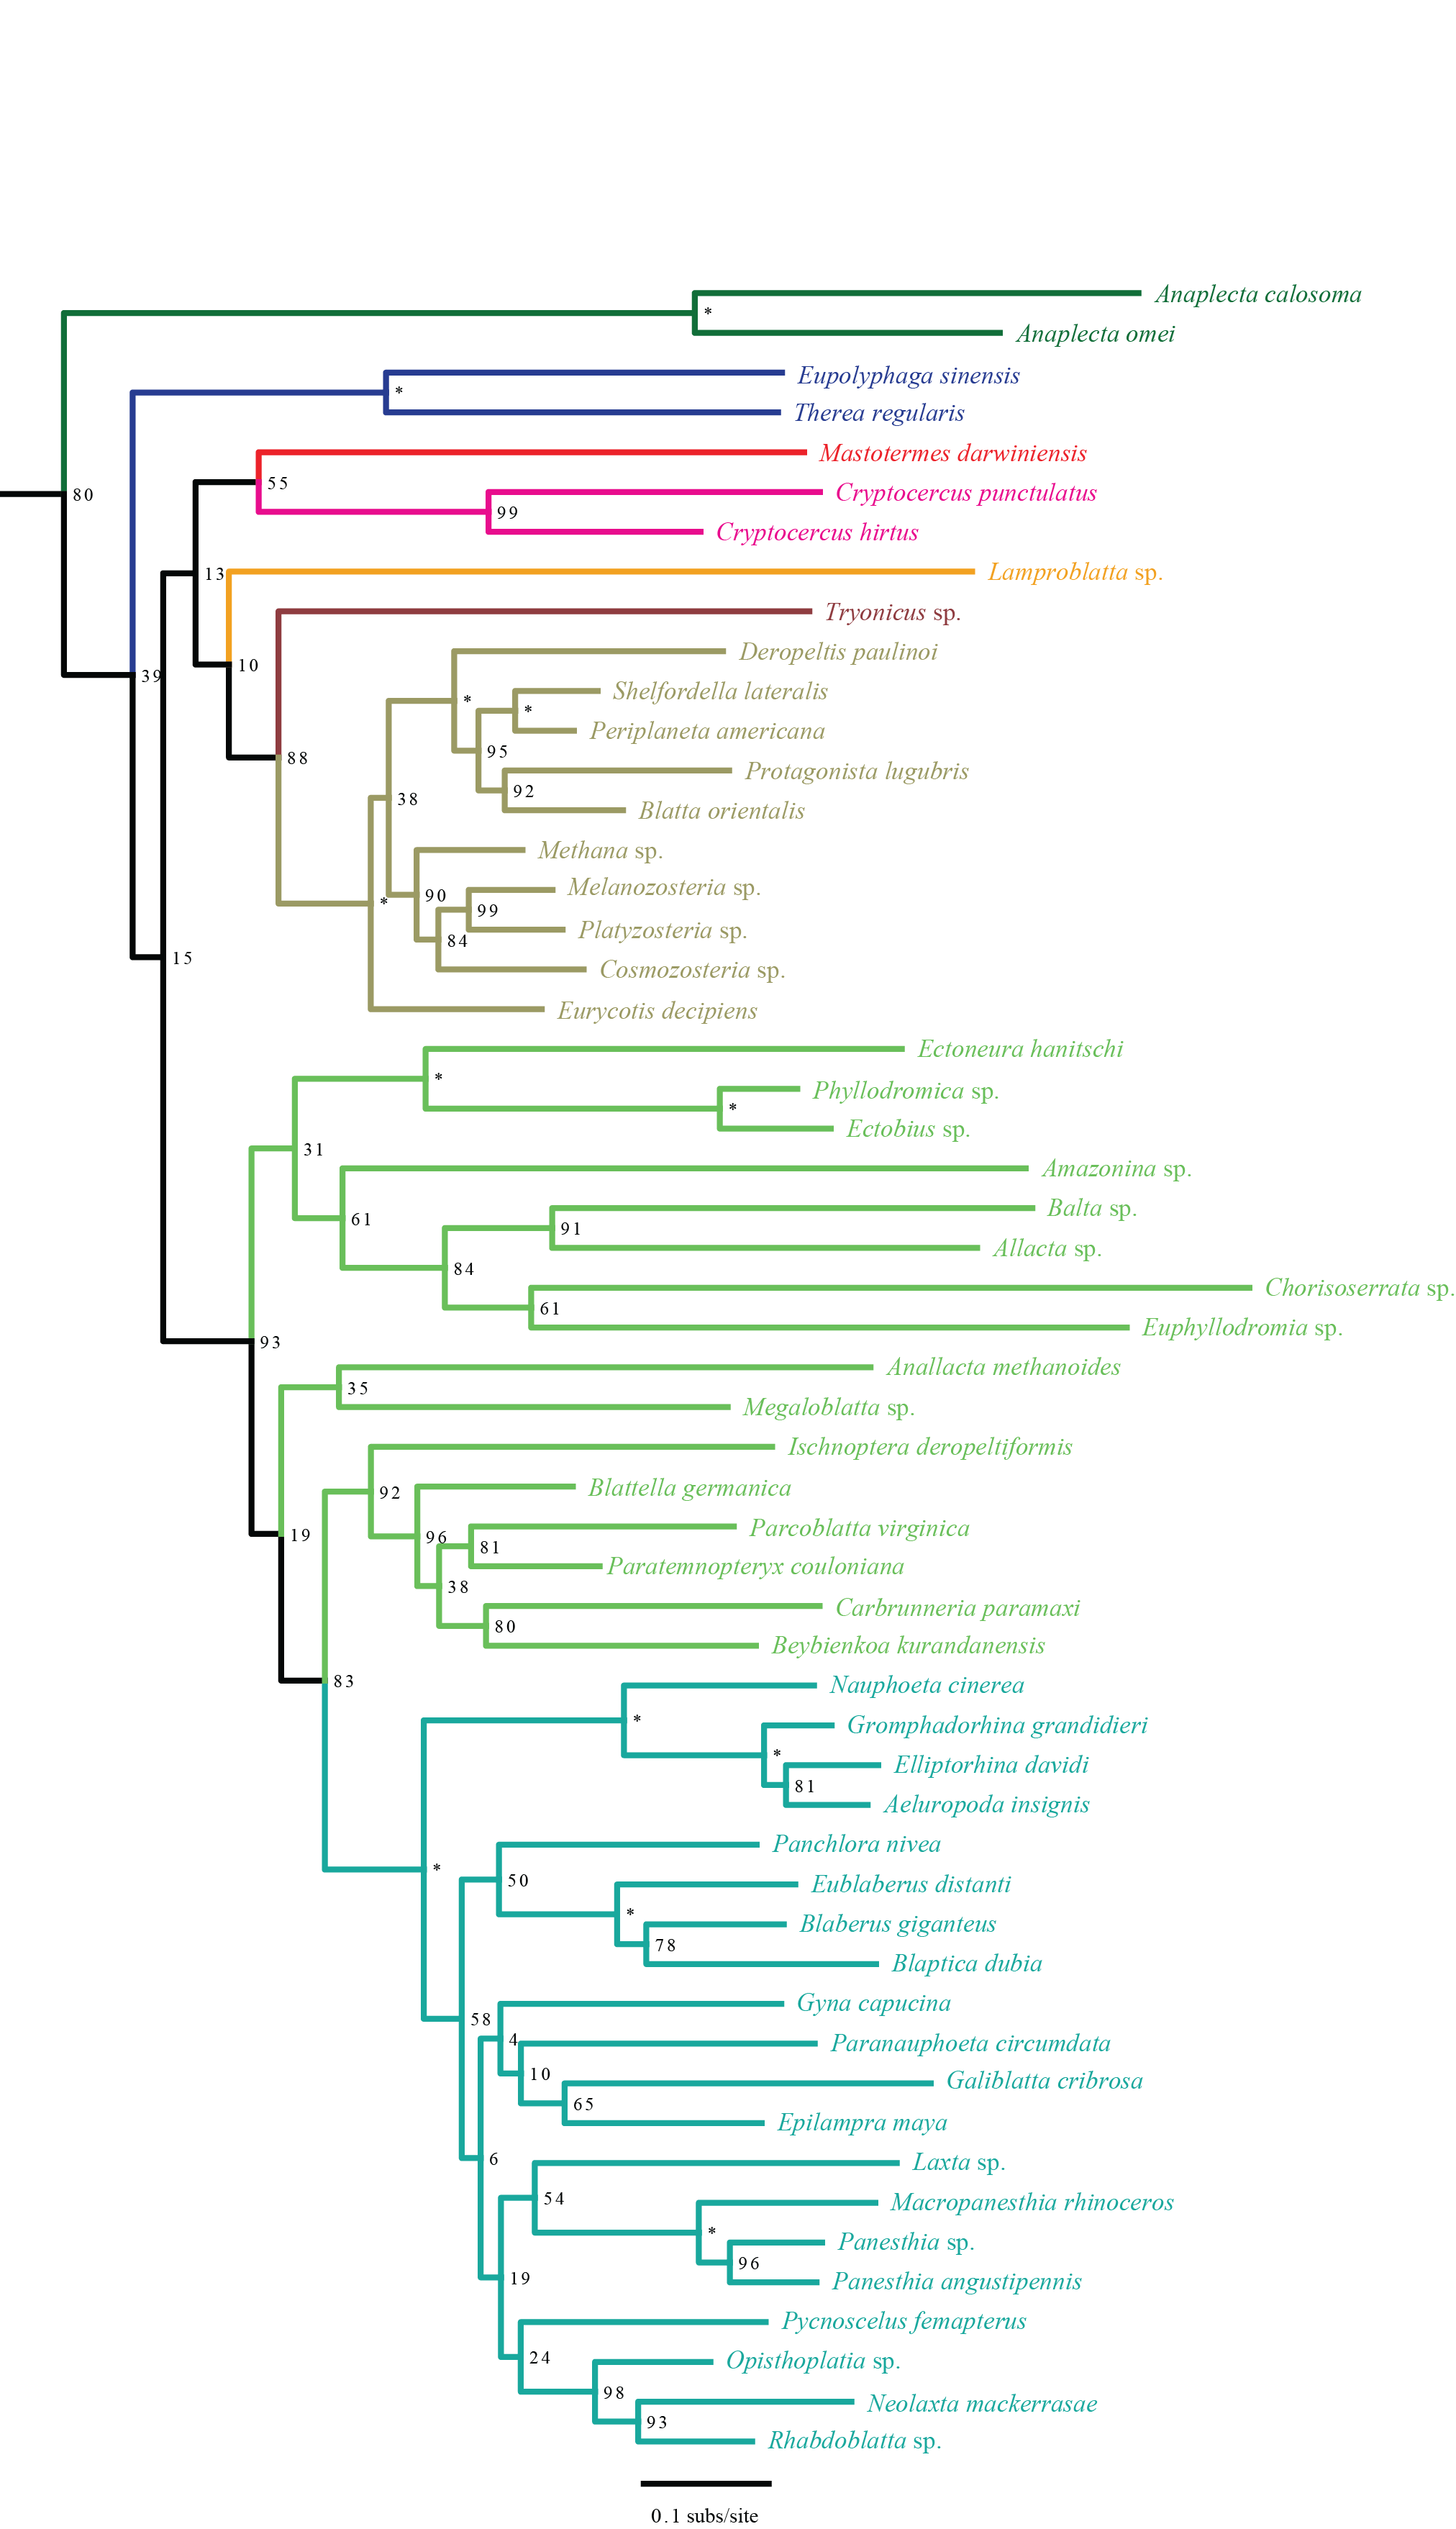 Anaplecta calosoma
*
Anaplecta omei
Eupolyphaga sinensis
*
Therea regularis
Mastotermes darwiniensis
55
Cryptocercus punctulatus
80
99
Cryptocercus hirtus
Lamproblatta sp.
13
Tryonicus sp.
Deropeltis paulinoi
10
39
Shelfordella lateralis
*
*
Periplaneta americana
95
88
Protagonista lugubris
92
38
Blatta orientalis
Methana sp.
Melanozosteria sp.
90
*
99
Platyzosteria sp.
84
15
Cosmozosteria sp.
Eurycotis decipiens
Ectoneura hanitschi
*
Phyllodromica sp.
*
Ectobius sp.
31
Amazonina sp.
Balta sp.
61
91
Allacta sp.
84
Chorisoserrata sp.
61
Euphyllodromia sp.
93
Anallacta methanoides
35
Megaloblatta sp.
Ischnoptera deropeltiformis
Blattella germanica
92
Parcoblatta virginica
19
96
81
Paratemnopteryx couloniana
38
Carbrunneria paramaxi
80
Beybienkoa kurandanensis
83
Nauphoeta cinerea
*
Gromphadorhina grandidieri
*
Elliptorhina davidi
81
Aeluropoda insignis
Panchlora nivea
*
50
Eublaberus distanti
*
Blaberus giganteus
78
Blaptica dubia
Gyna capucina
58
4
Paranauphoeta circumdata
10
Galiblatta cribrosa
65
Epilampra maya
6
Laxta sp.
54
Macropanesthia rhinoceros
*
Panesthia sp.
96
19
Panesthia angustipennis
Pycnoscelus femapterus
24
Opisthoplatia sp.
98
Neolaxta mackerrasae
93
Rhabdoblatta sp.
0.1 subs/site